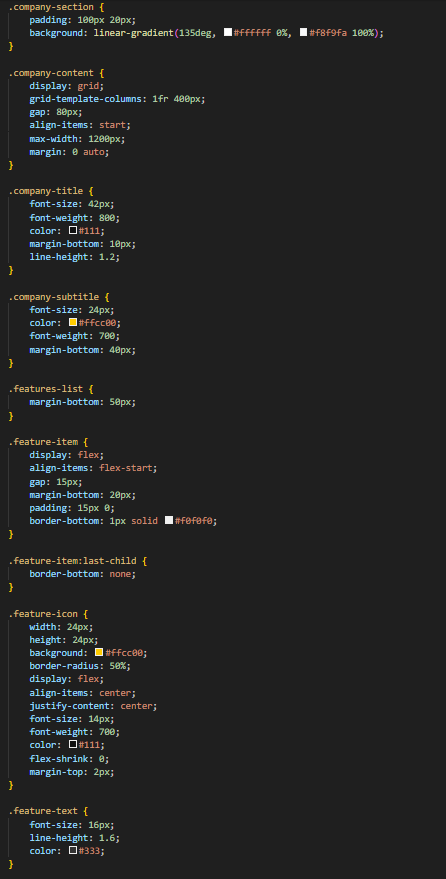 .company-section {
    padding: 100px 20px;
    background: linear-gradient(135deg, #ffffff 0%, #f8f9fa 100%);
}

.company-content {
    display: grid;
    grid-template-columns: 1fr 400px;
    gap: 80px;
    align-items: start;
    max-width: 1200px;
    margin: 0 auto;
}

.company-title {
    font-size: 42px;
    font-weight: 800;
    color: #111;
    margin-bottom: 10px;
    line-height: 1.2;
}

.company-subtitle {
    font-size: 24px;
    color: #ffcc00;
    font-weight: 700;
    margin-bottom: 40px;
}

.features-list {
    margin-bottom: 50px;
}

.feature-item {
    display: flex;
    align-items: flex-start;
    gap: 15px;
    margin-bottom: 20px;
    padding: 15px 0;
    border-bottom: 1px solid #f0f0f0;
}

.feature-item:last-child {
    border-bottom: none;
}

.feature-icon {
    width: 24px;
    height: 24px;
    background: #ffcc00;
    border-radius: 50%;
    display: flex;
    align-items: center;
    justify-content: center;
    font-size: 14px;
    font-weight: 700;
    color: #111;
    flex-shrink: 0;
    margin-top: 2px;
}

.feature-text {
    font-size: 16px;
    line-height: 1.6;
    color: #333;
}